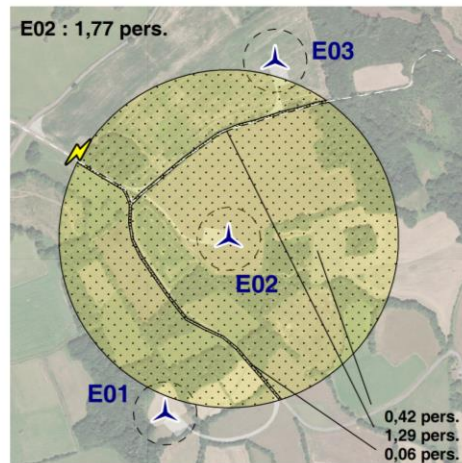 E02 : 1,77 pers.
E03
E02
E01
0,42 pers.
1,29 pers.
0,06 pers.